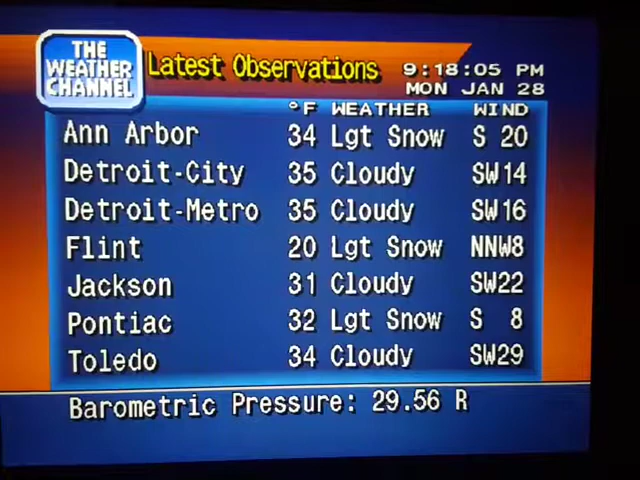 THE
WEATHER
CHANNEL
Latest Observations
9:18:05 PM
MON JAN 28
°F WEATHER WIND
Ann Arbor 34 Lgt Snow S 20
Detroit-City 35 Cloudy SW14
Detroit-Metro 35 Cloudy SW16
Flint 20 Lgt Snow NNW8
Jackson 31 Cloudy SW22
Pontiac 32 Lgt Snow S 8
Toledo 34 Cloudy SW29
Barometric Pressure: 29.56 R